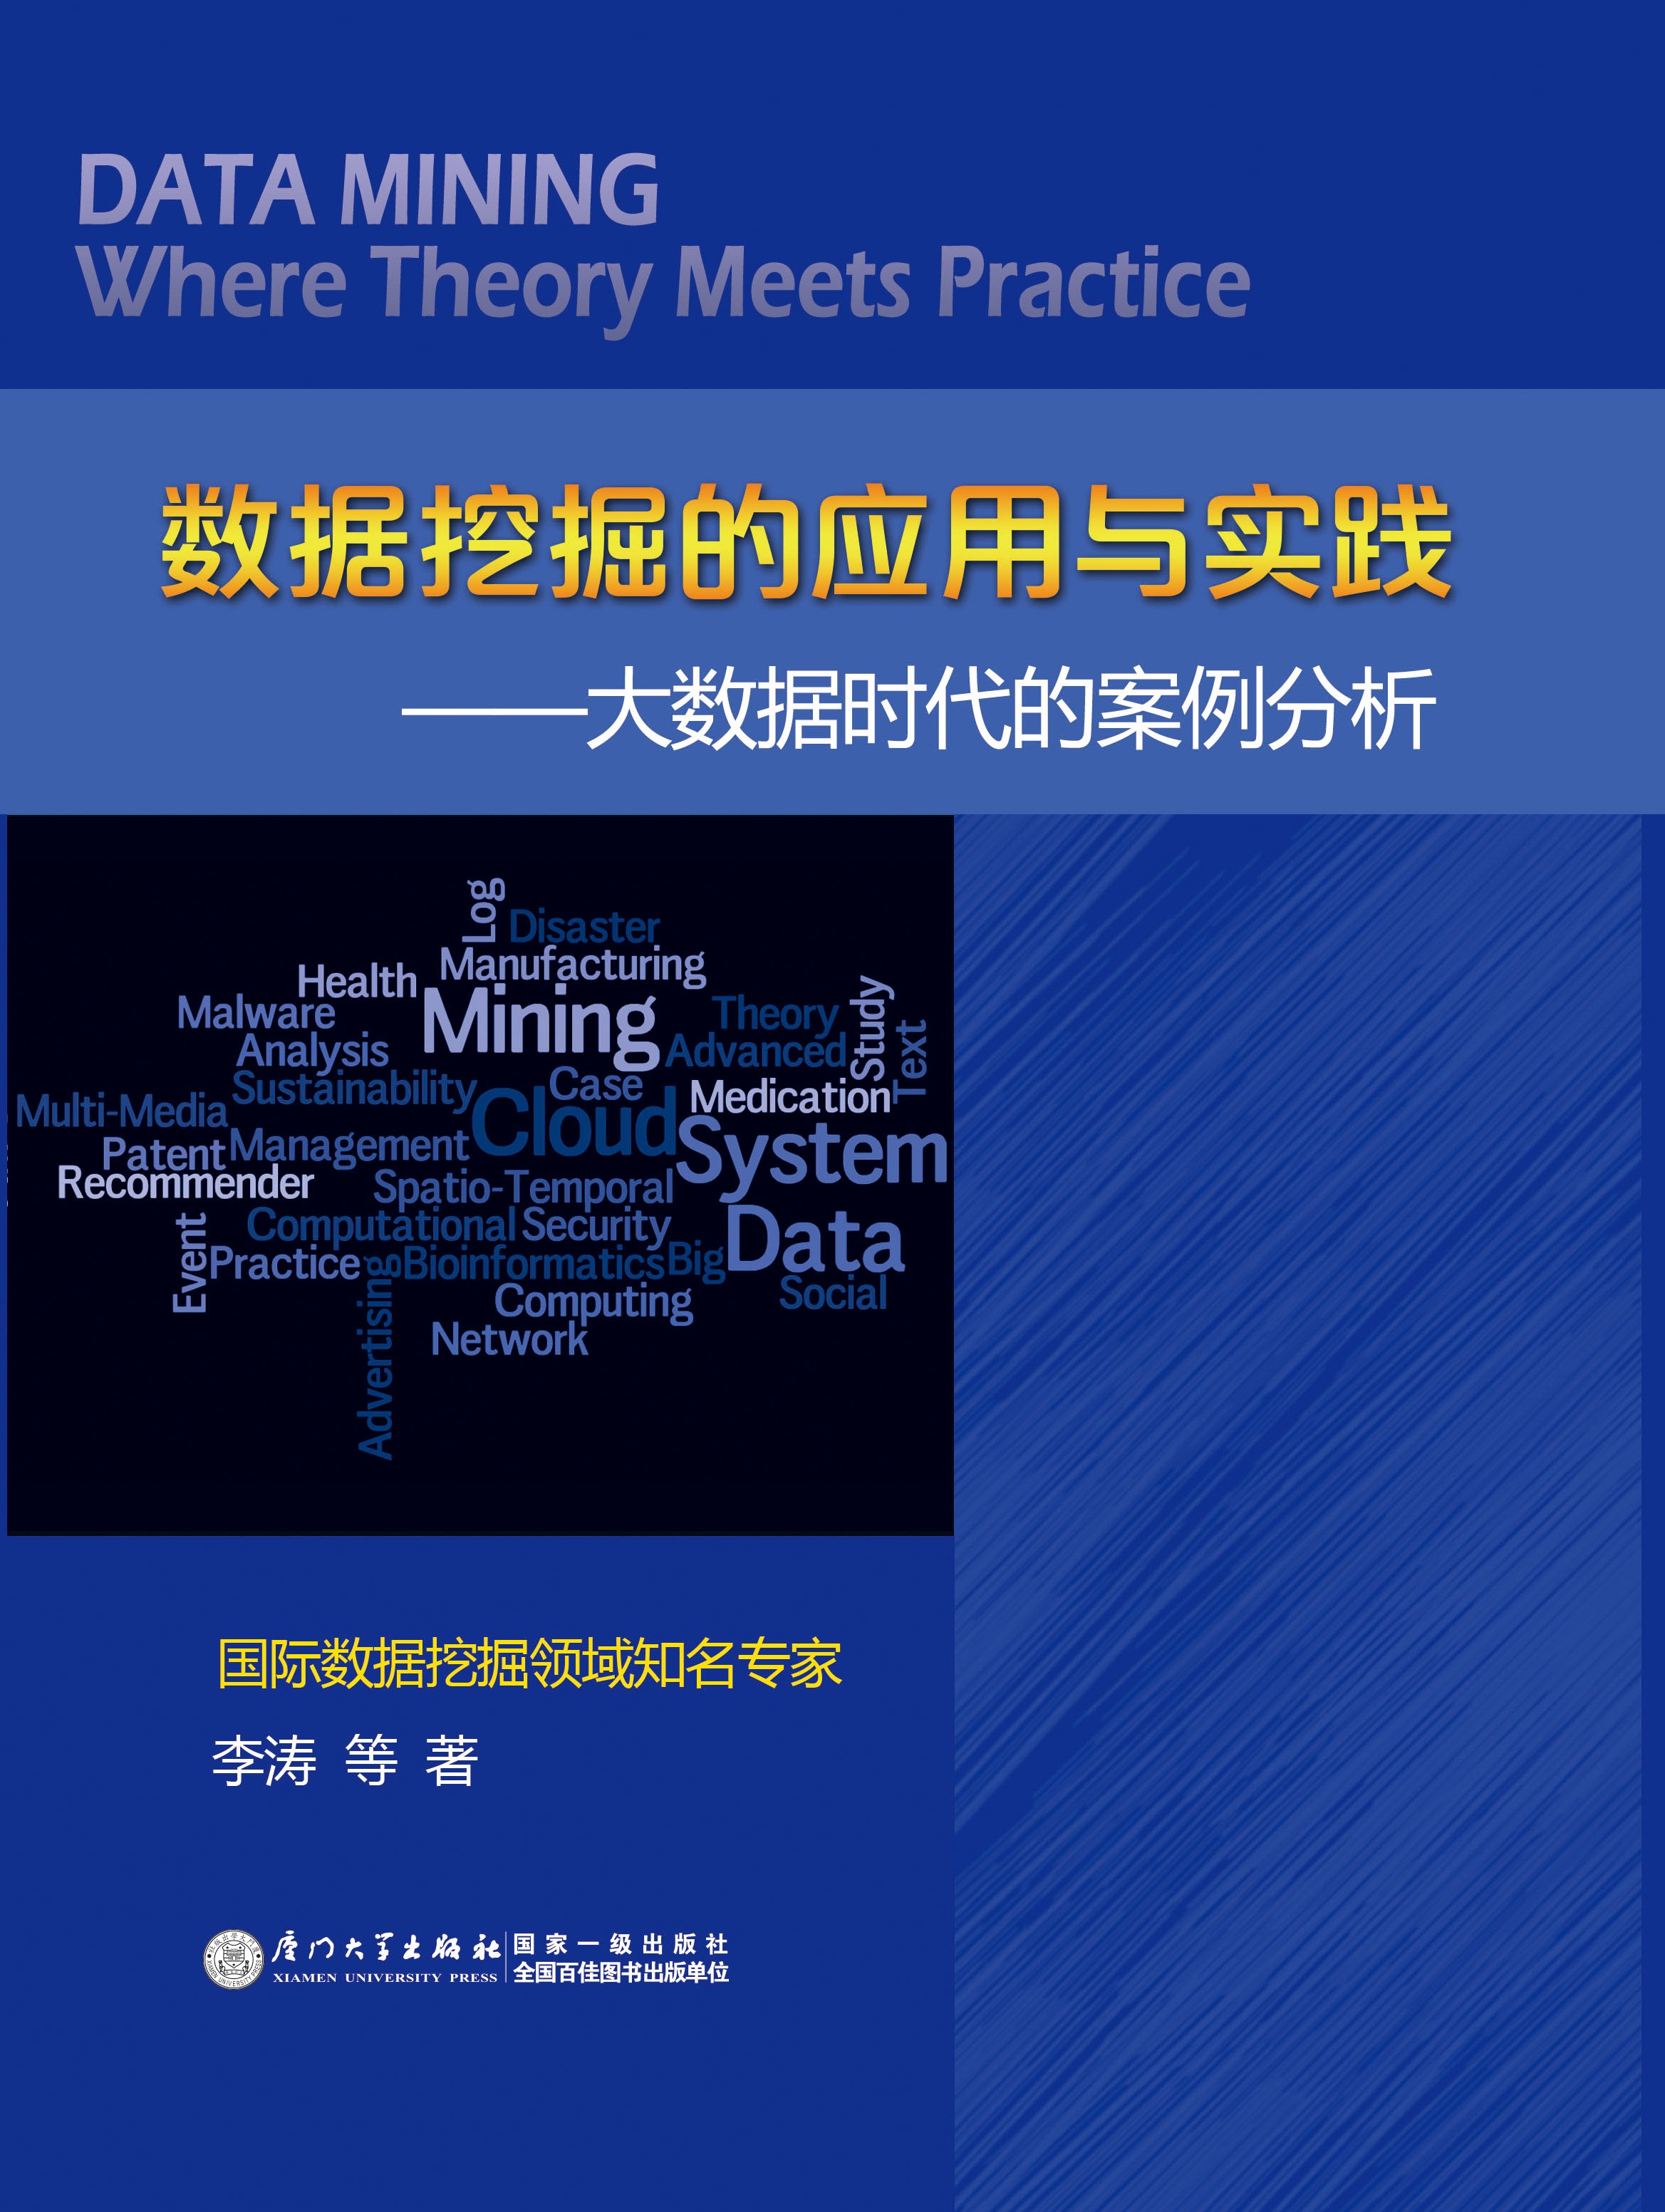 DATA MINING
Where Theory Meets Practice
数据挖掘的应用与实践
——大数据时代的案例分析
Log
Disaster
Manufacturing
Health
Mining
Malware
Theory
Study
Text
Analysis
Advanced
Sustainability
Case
Medication
Multi-Media
Cloud
Patent
Management
System
Recommender
Spatio-Temporal
Computational
Security
Data
Event
Practice
Advertising
Bioinformatics
Big
Social
Computing
Network
国际数据挖掘领域知名专家
李涛 等 著
厦门大学出版社
XIAMEN UNIVERSITY PRESS
国家一级出版社
全国百佳图书出版单位